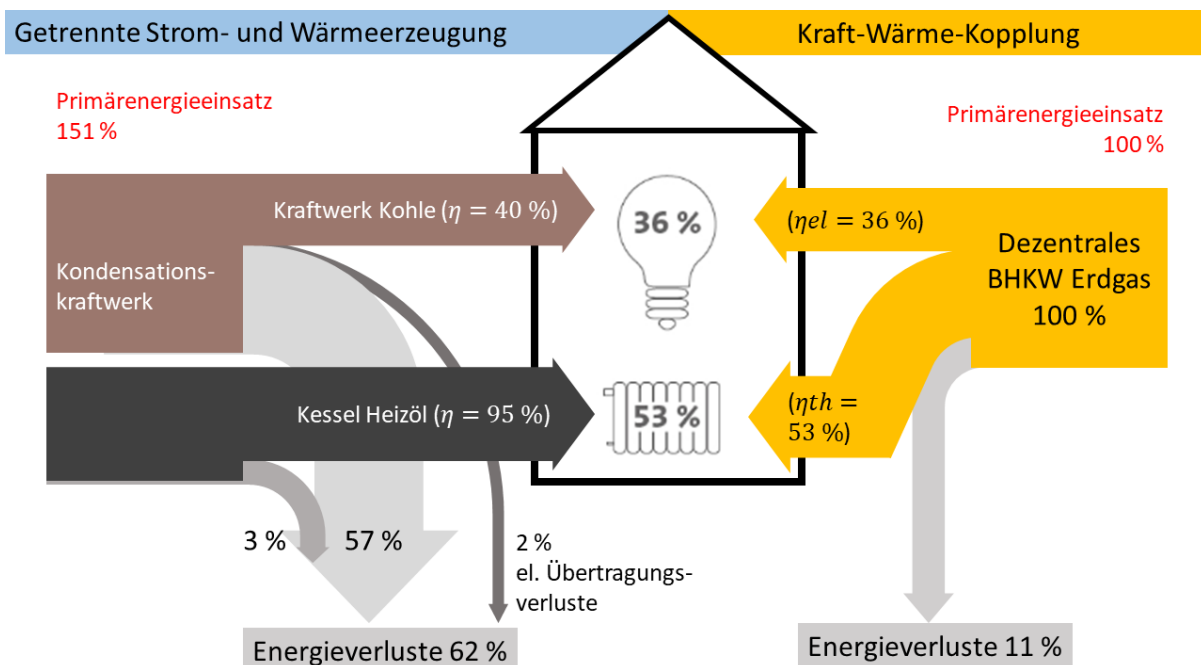 Getrennte Strom- und Wärmeerzeugung
Kraft-Wärme-Kopplung
Primärenergieeinsatz
151 %
Primärenergieeinsatz
100 %
Kraftwerk Kohle (η = 40 %)
36 %
(ηel = 36 %)
Kondensations-
kraftwerk
Dezentrales
BHKW Erdgas
100 %
Kessel Heizöl (η = 95 %)
53 %
(ηth =
53 %)
3 %
57 %
2 %
el. Übertragungs-
verluste
Energieverluste 62 %
Energieverluste 11 %